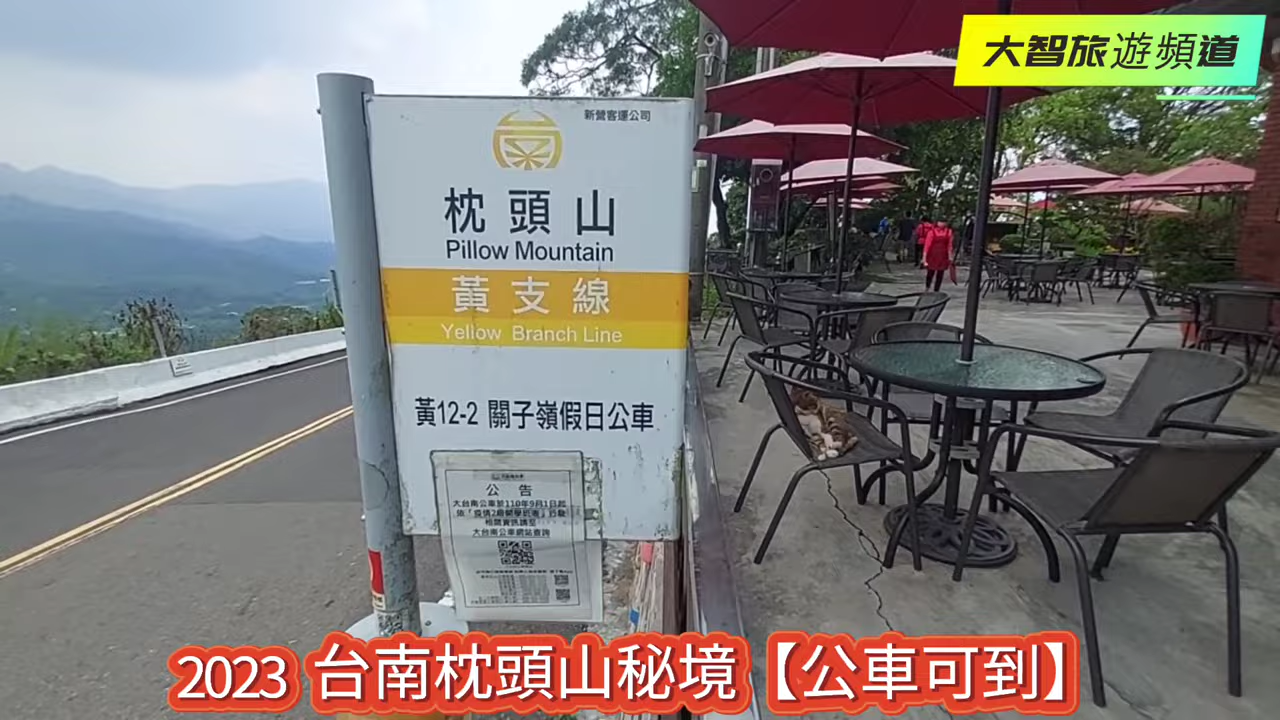 大智旅遊頻道
新營客運公司
枕頭山
Pillow Mountain
黃支線
Yellow Branch Line
黃12-2 關子嶺假日公車
公告
大台南公車於110年9月1日起
相關資訊請至
大台南公車網站查詢
2023 台南枕頭山秘境【公車可到】